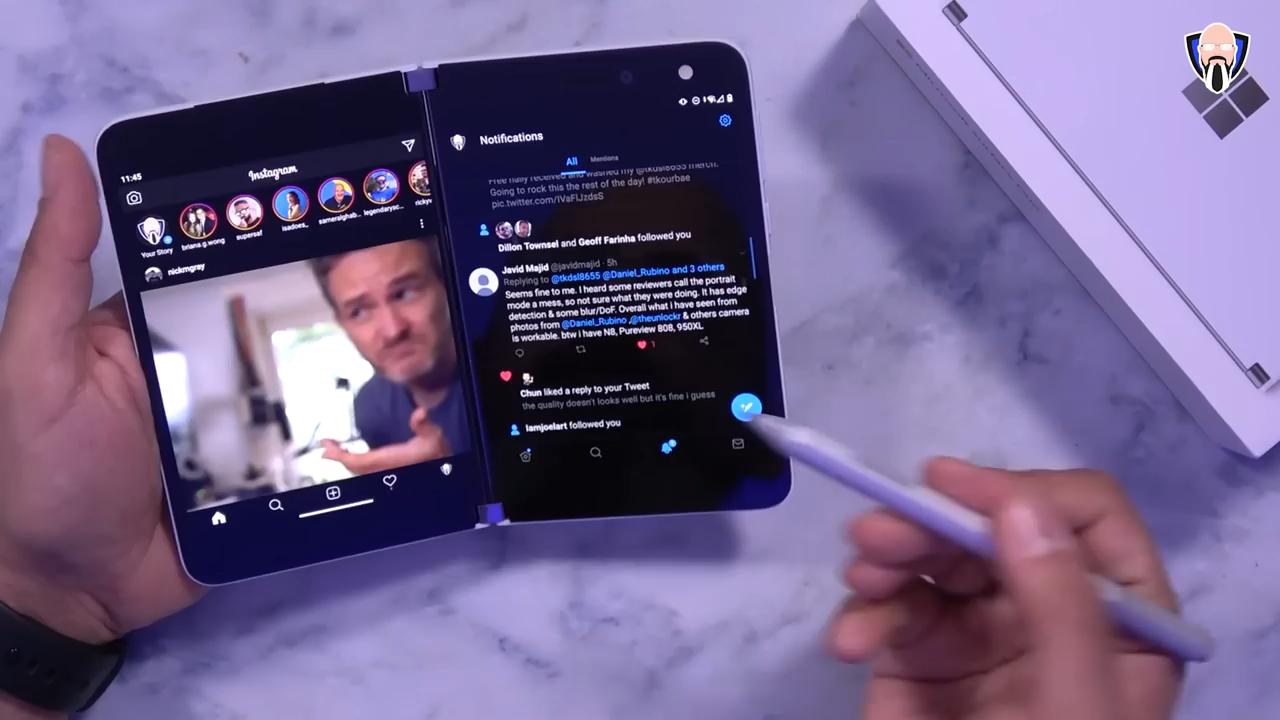 11:45
Instagram
Your Story
briana.g.wong
supersaf
isadoes_
sameralghab...
legendarysc...
nickmgray
Notifications
All
Mentions
Going to rock this the rest of the day! #tkourbae
Dillon Townsel and Geoff Farinha followed you
Javid Majid @javidmajid · 5h
Replying to @tkdsl8655 @Daniel_Rubino and 3 others
Seems fine to me. I heard some reviewers call the portrait
mode a mess, so not sure what they were doing. It has edge
detection & some blur/DoF. Overall what i have seen from
photos from @Daniel_Rubino ,@theunlockr & others camera
is workable. btw i have N8, Pureview 808, 950XL
1
Chun liked a reply to your Tweet
the quality doesn't looks well but it's fine i guess
Iamjoelart followed you